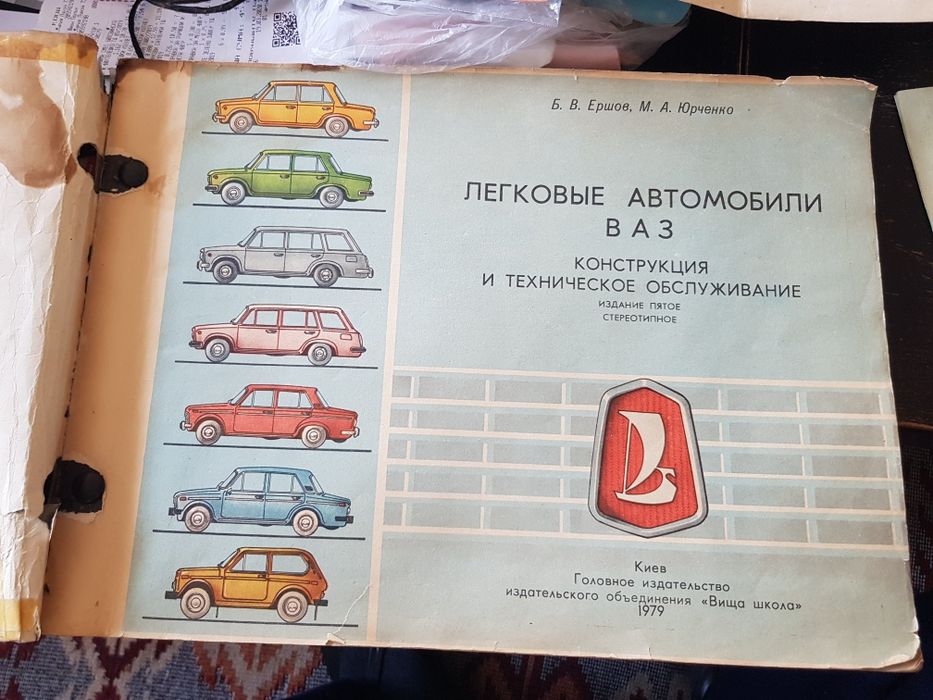 Б. В. Ершов, М. А. Юрченко
ЛЕГКОВЫЕ АВТОМОБИЛИ
ВАЗ
КОНСТРУКЦИЯ
И ТЕХНИЧЕСКОЕ ОБСЛУЖИВАНИЕ
ИЗДАНИЕ ПЯТОЕ
СТЕРЕОТИПНОЕ
Киев
Головное издательство
издательского объединения «Вища школа»
1979